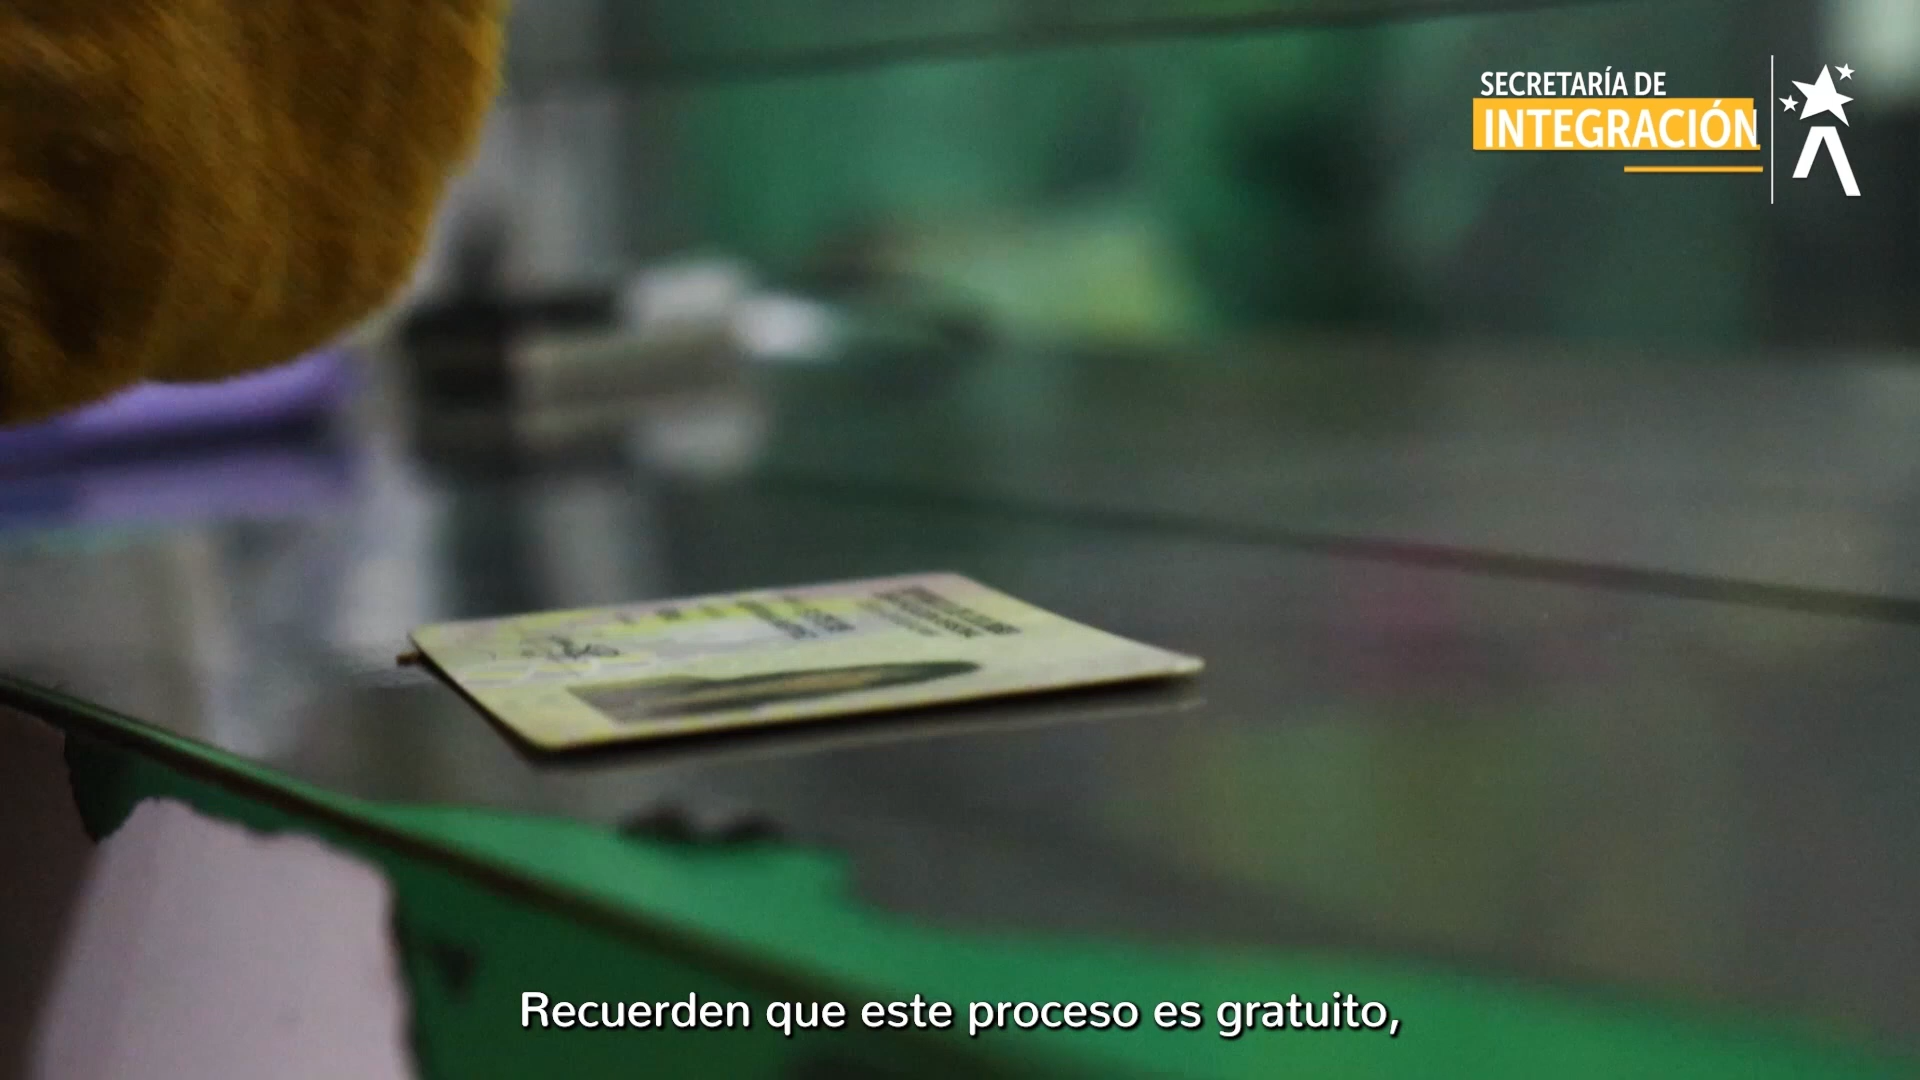 SECRETARÍA DE
INTEGRACIÓN
Recuerden que este proceso es gratuito,